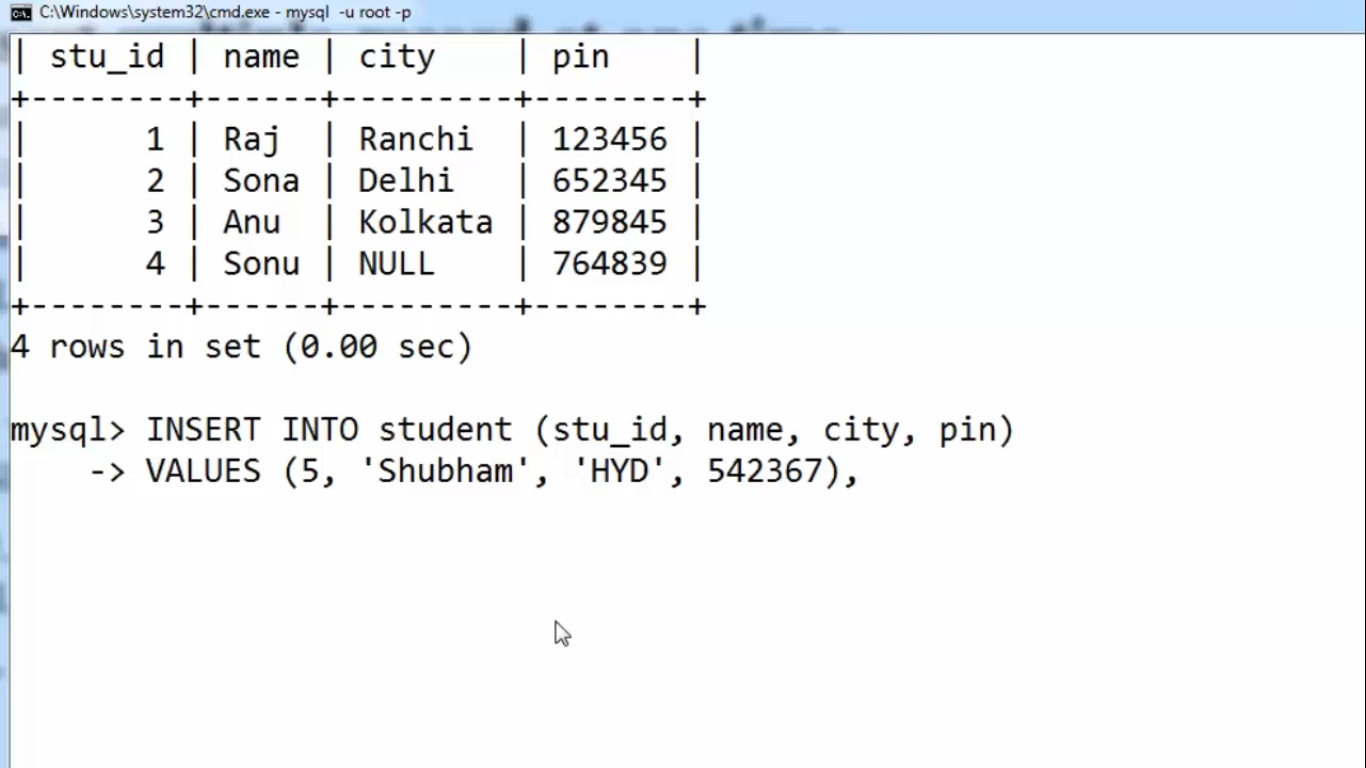 C:\Windows\system32\cmd.exe - mysql  -u root -p
| stu_id | name | city    | pin    |
+--------+------+---------+--------+
|      1 | Raj  | Ranchi  | 123456 |
|      2 | Sona | Delhi   | 652345 |
|      3 | Anu  | Kolkata | 879845 |
|      4 | Sonu | NULL    | 764839 |
+--------+------+---------+--------+
4 rows in set (0.00 sec)
mysql> INSERT INTO student (stu_id, name, city, pin)
    -> VALUES (5, 'Shubham', 'HYD', 542367),